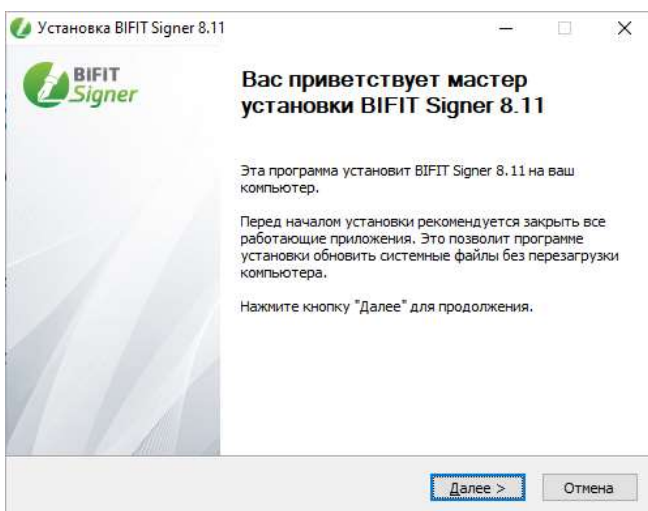 Установка BIFIT Signer 8.11
BIFIT
Signer
Вас приветствует мастер
установки BIFIT Signer 8.11
Эта программа установит BIFIT Signer 8.11 на ваш
компьютер.
Перед началом установки рекомендуется закрыть все
работающие приложения. Это позволит программе
установки обновить системные файлы без перезагрузки
компьютера.
Нажмите кнопку "Далее" для продолжения.
Далее > Отмена